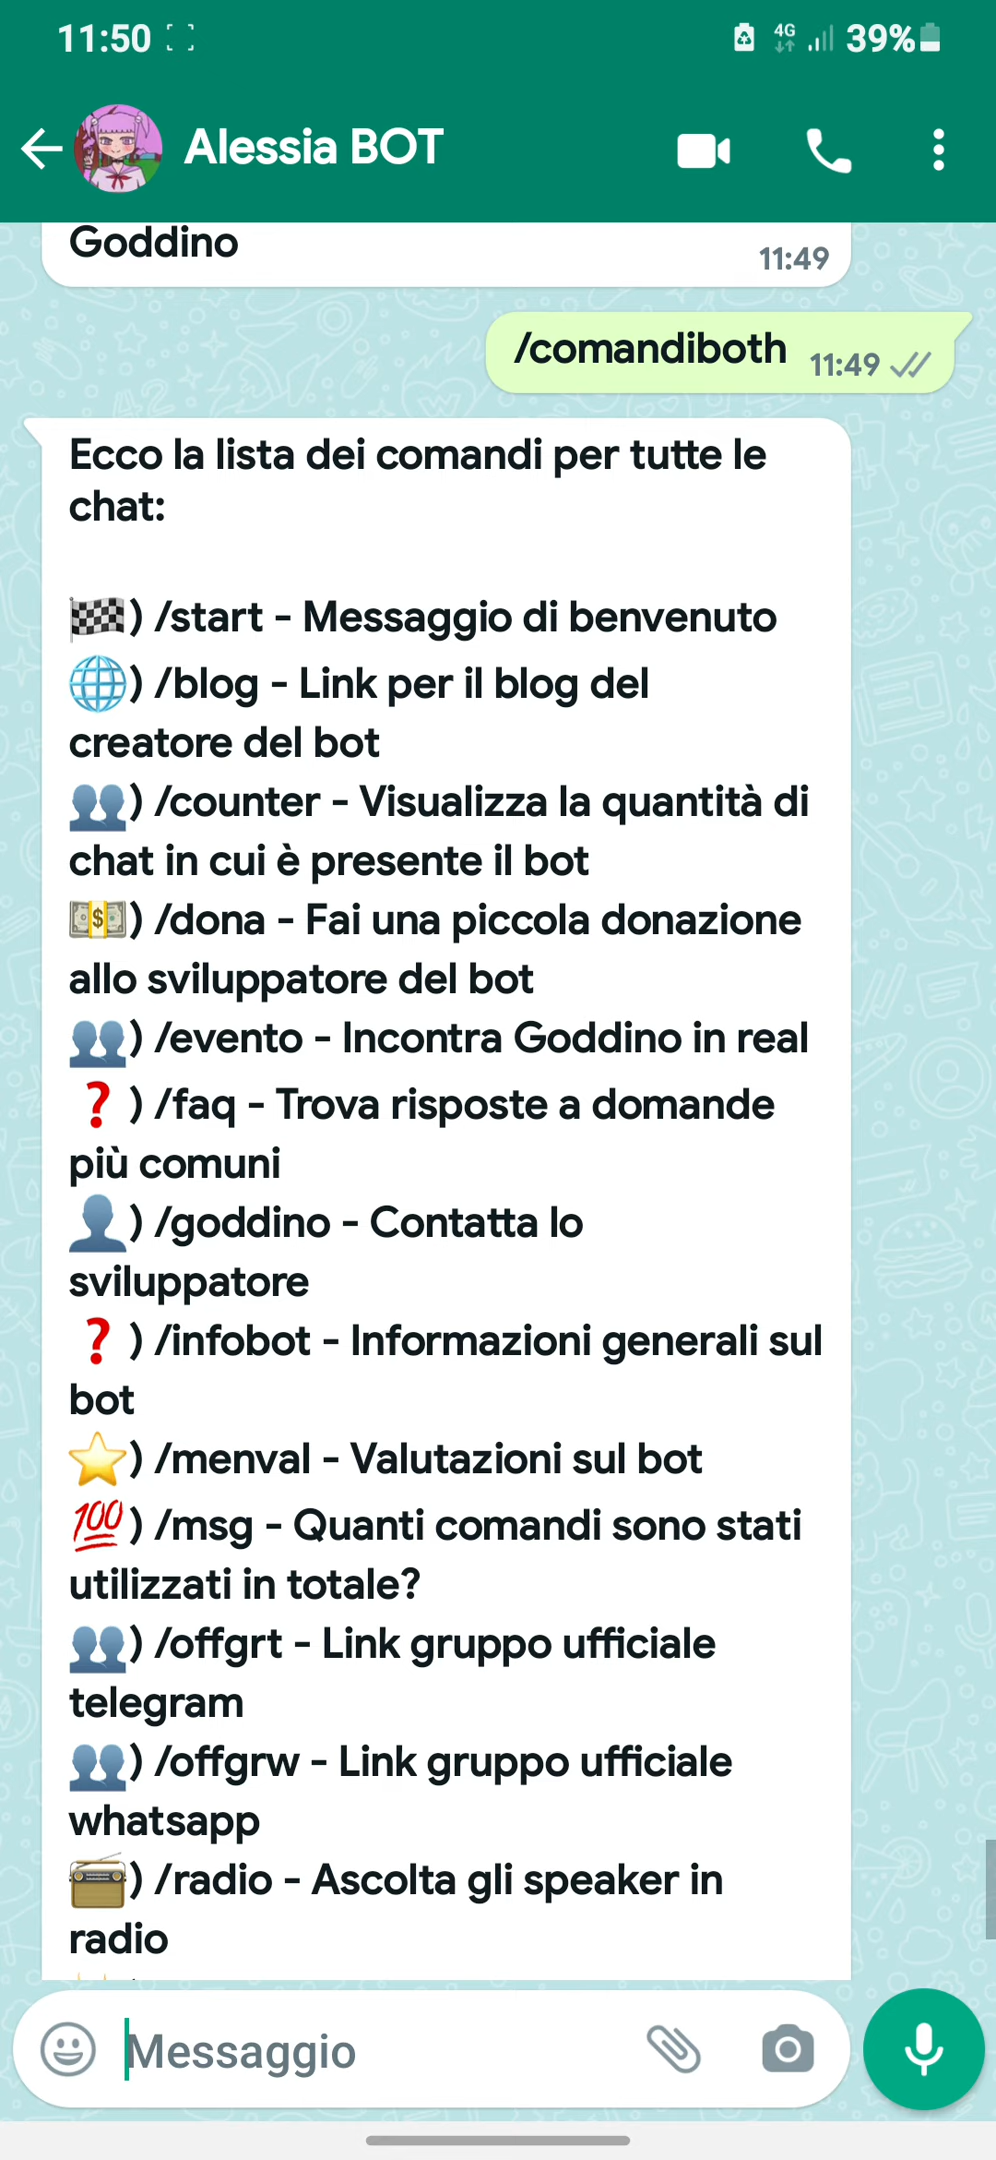 11:50 4G 39%
Alessia BOT
Goddino
11:49
/comandiboth 11:49
Ecco la lista dei comandi per tutte le
chat:
🏁) /start - Messaggio di benvenuto
🌐) /blog - Link per il blog del
creatore del bot
👥) /counter - Visualizza la quantità di
chat in cui è presente il bot
💵) /dona - Fai una piccola donazione
allo sviluppatore del bot
👥) /evento - Incontra Goddino in real
❓) /faq - Trova risposte a domande
più comuni
👤) /goddino - Contatta lo
sviluppatore
❓) /infobot - Informazioni generali sul
bot
⭐) /menval - Valutazioni sul bot
💯) /msg - Quanti comandi sono stati
utilizzati in totale?
👥) /offgrt - Link gruppo ufficiale
telegram
👥) /offgrw - Link gruppo ufficiale
whatsapp
📻) /radio - Ascolta gli speaker in
radio
Messaggio